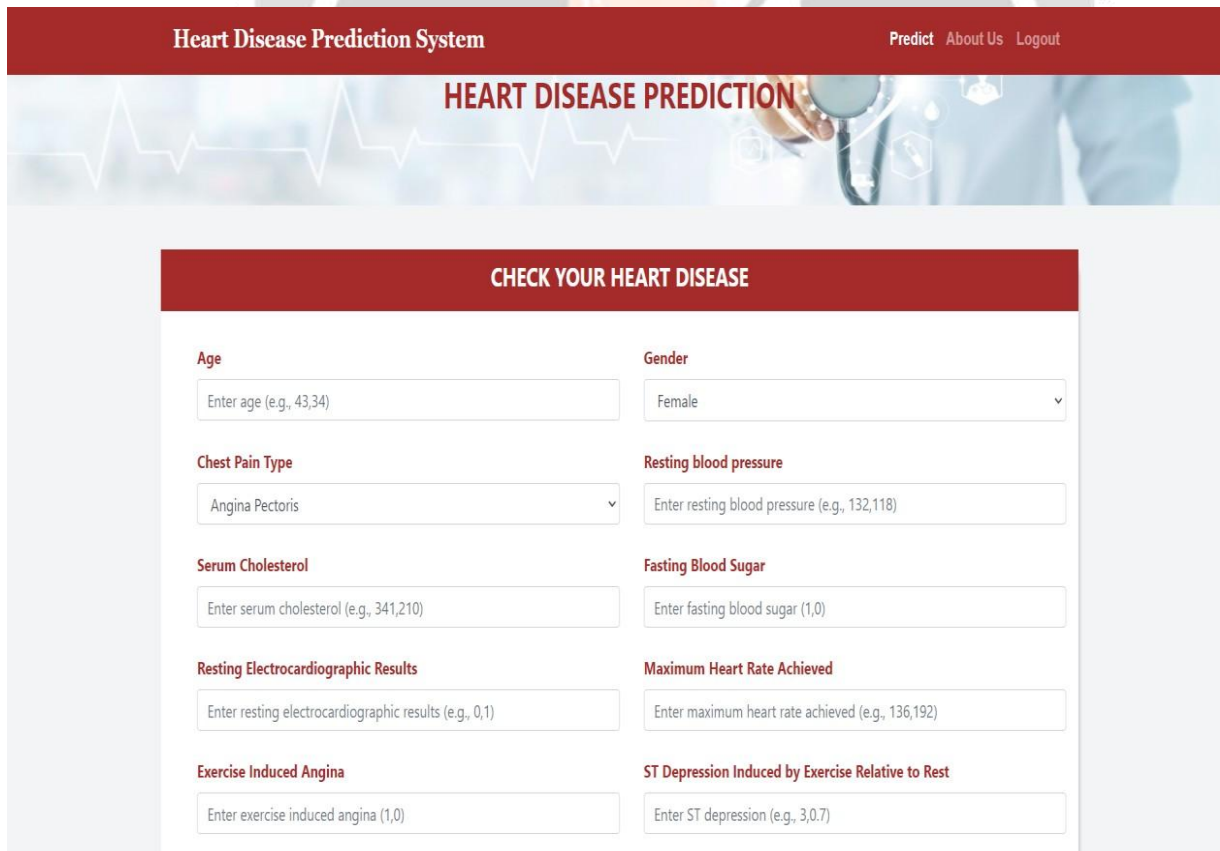 Heart Disease Prediction System
Predict About Us Logout
HEART DISEASE PREDICTION
CHECK YOUR HEART DISEASE
Age
Gender
Enter age (e.g., 43,34)
Female
Chest Pain Type
Resting blood pressure
Angina Pectoris
Enter resting blood pressure (e.g., 132,118)
Serum Cholesterol
Fasting Blood Sugar
Enter serum cholesterol (e.g., 341,210)
Enter fasting blood sugar (1,0)
Resting Electrocardiographic Results
Maximum Heart Rate Achieved
Enter resting electrocardiographic results (e.g., 0,1)
Enter maximum heart rate achieved (e.g., 136,192)
Exercise Induced Angina
ST Depression Induced by Exercise Relative to Rest
Enter exercise induced angina (1,0)
Enter ST depression (e.g., 3,0.7)